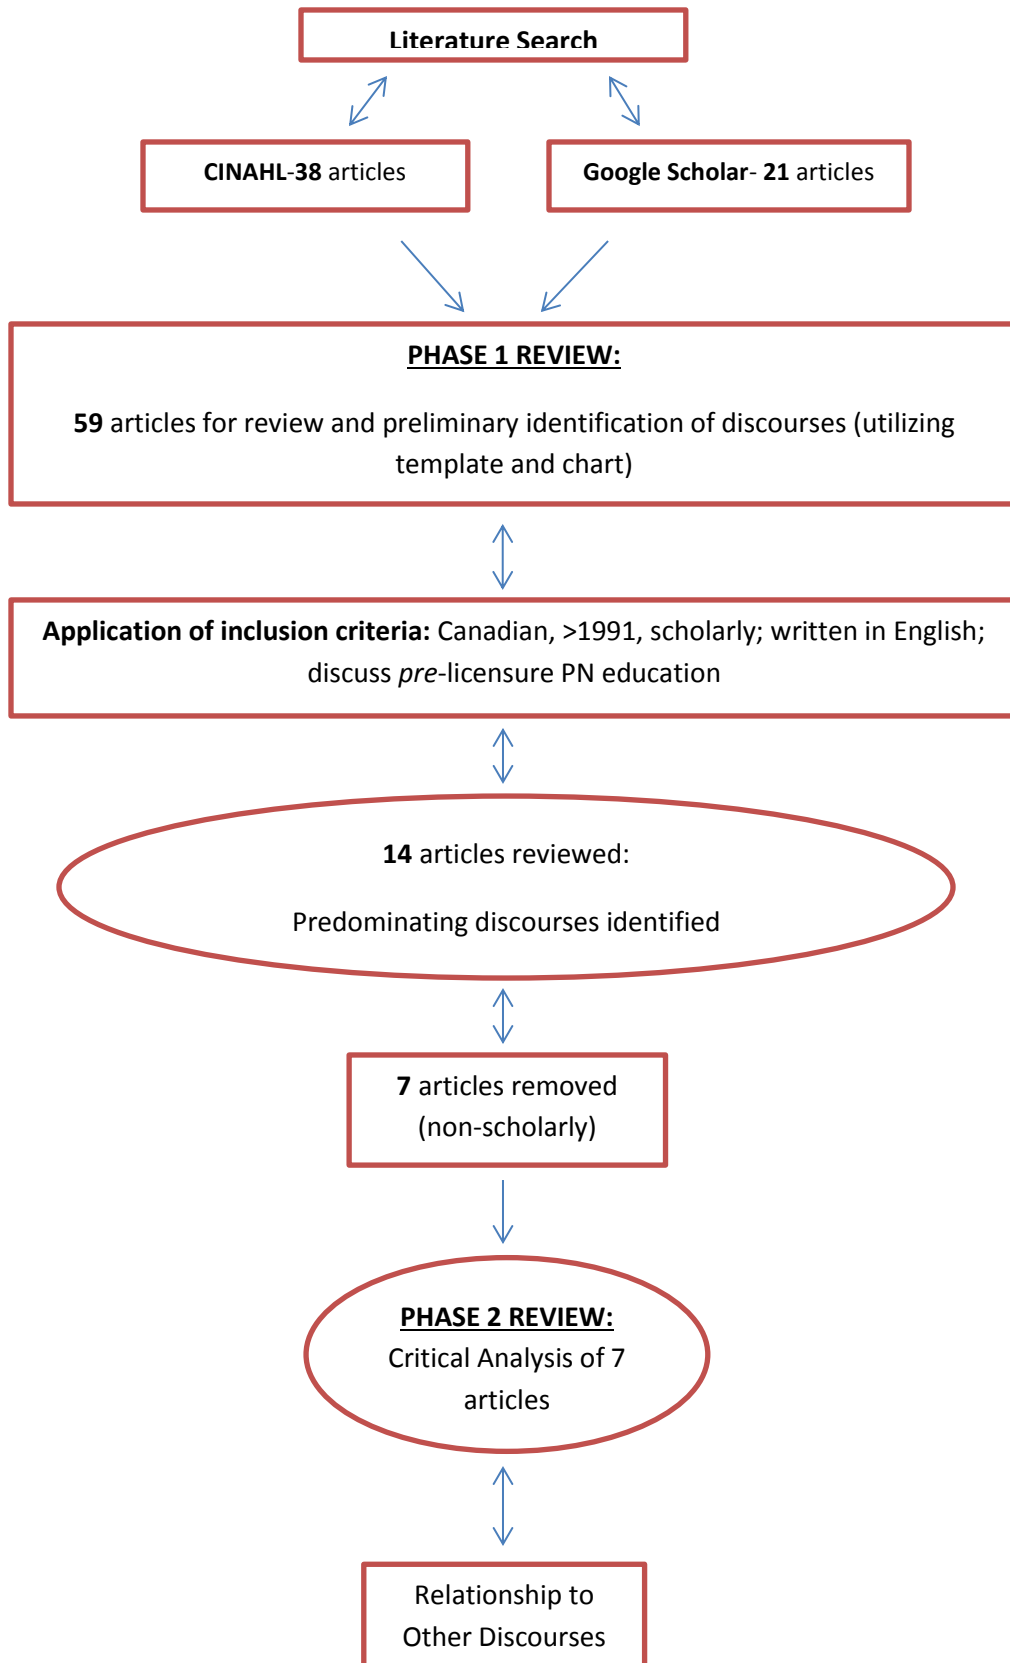 Literature Search
CINAHL-38 articles
Google Scholar- 21 articles
PHASE 1 REVIEW:
59 articles for review and preliminary identification of discourses (utilizing
template and chart)
Application of inclusion criteria: Canadian, >1991, scholarly; written in English;
discuss pre-licensure PN education
14 articles reviewed:
Predominating discourses identified
7 articles removed
(non-scholarly)
PHASE 2 REVIEW:
Critical Analysis of 7
articles
Relationship to
Other Discourses